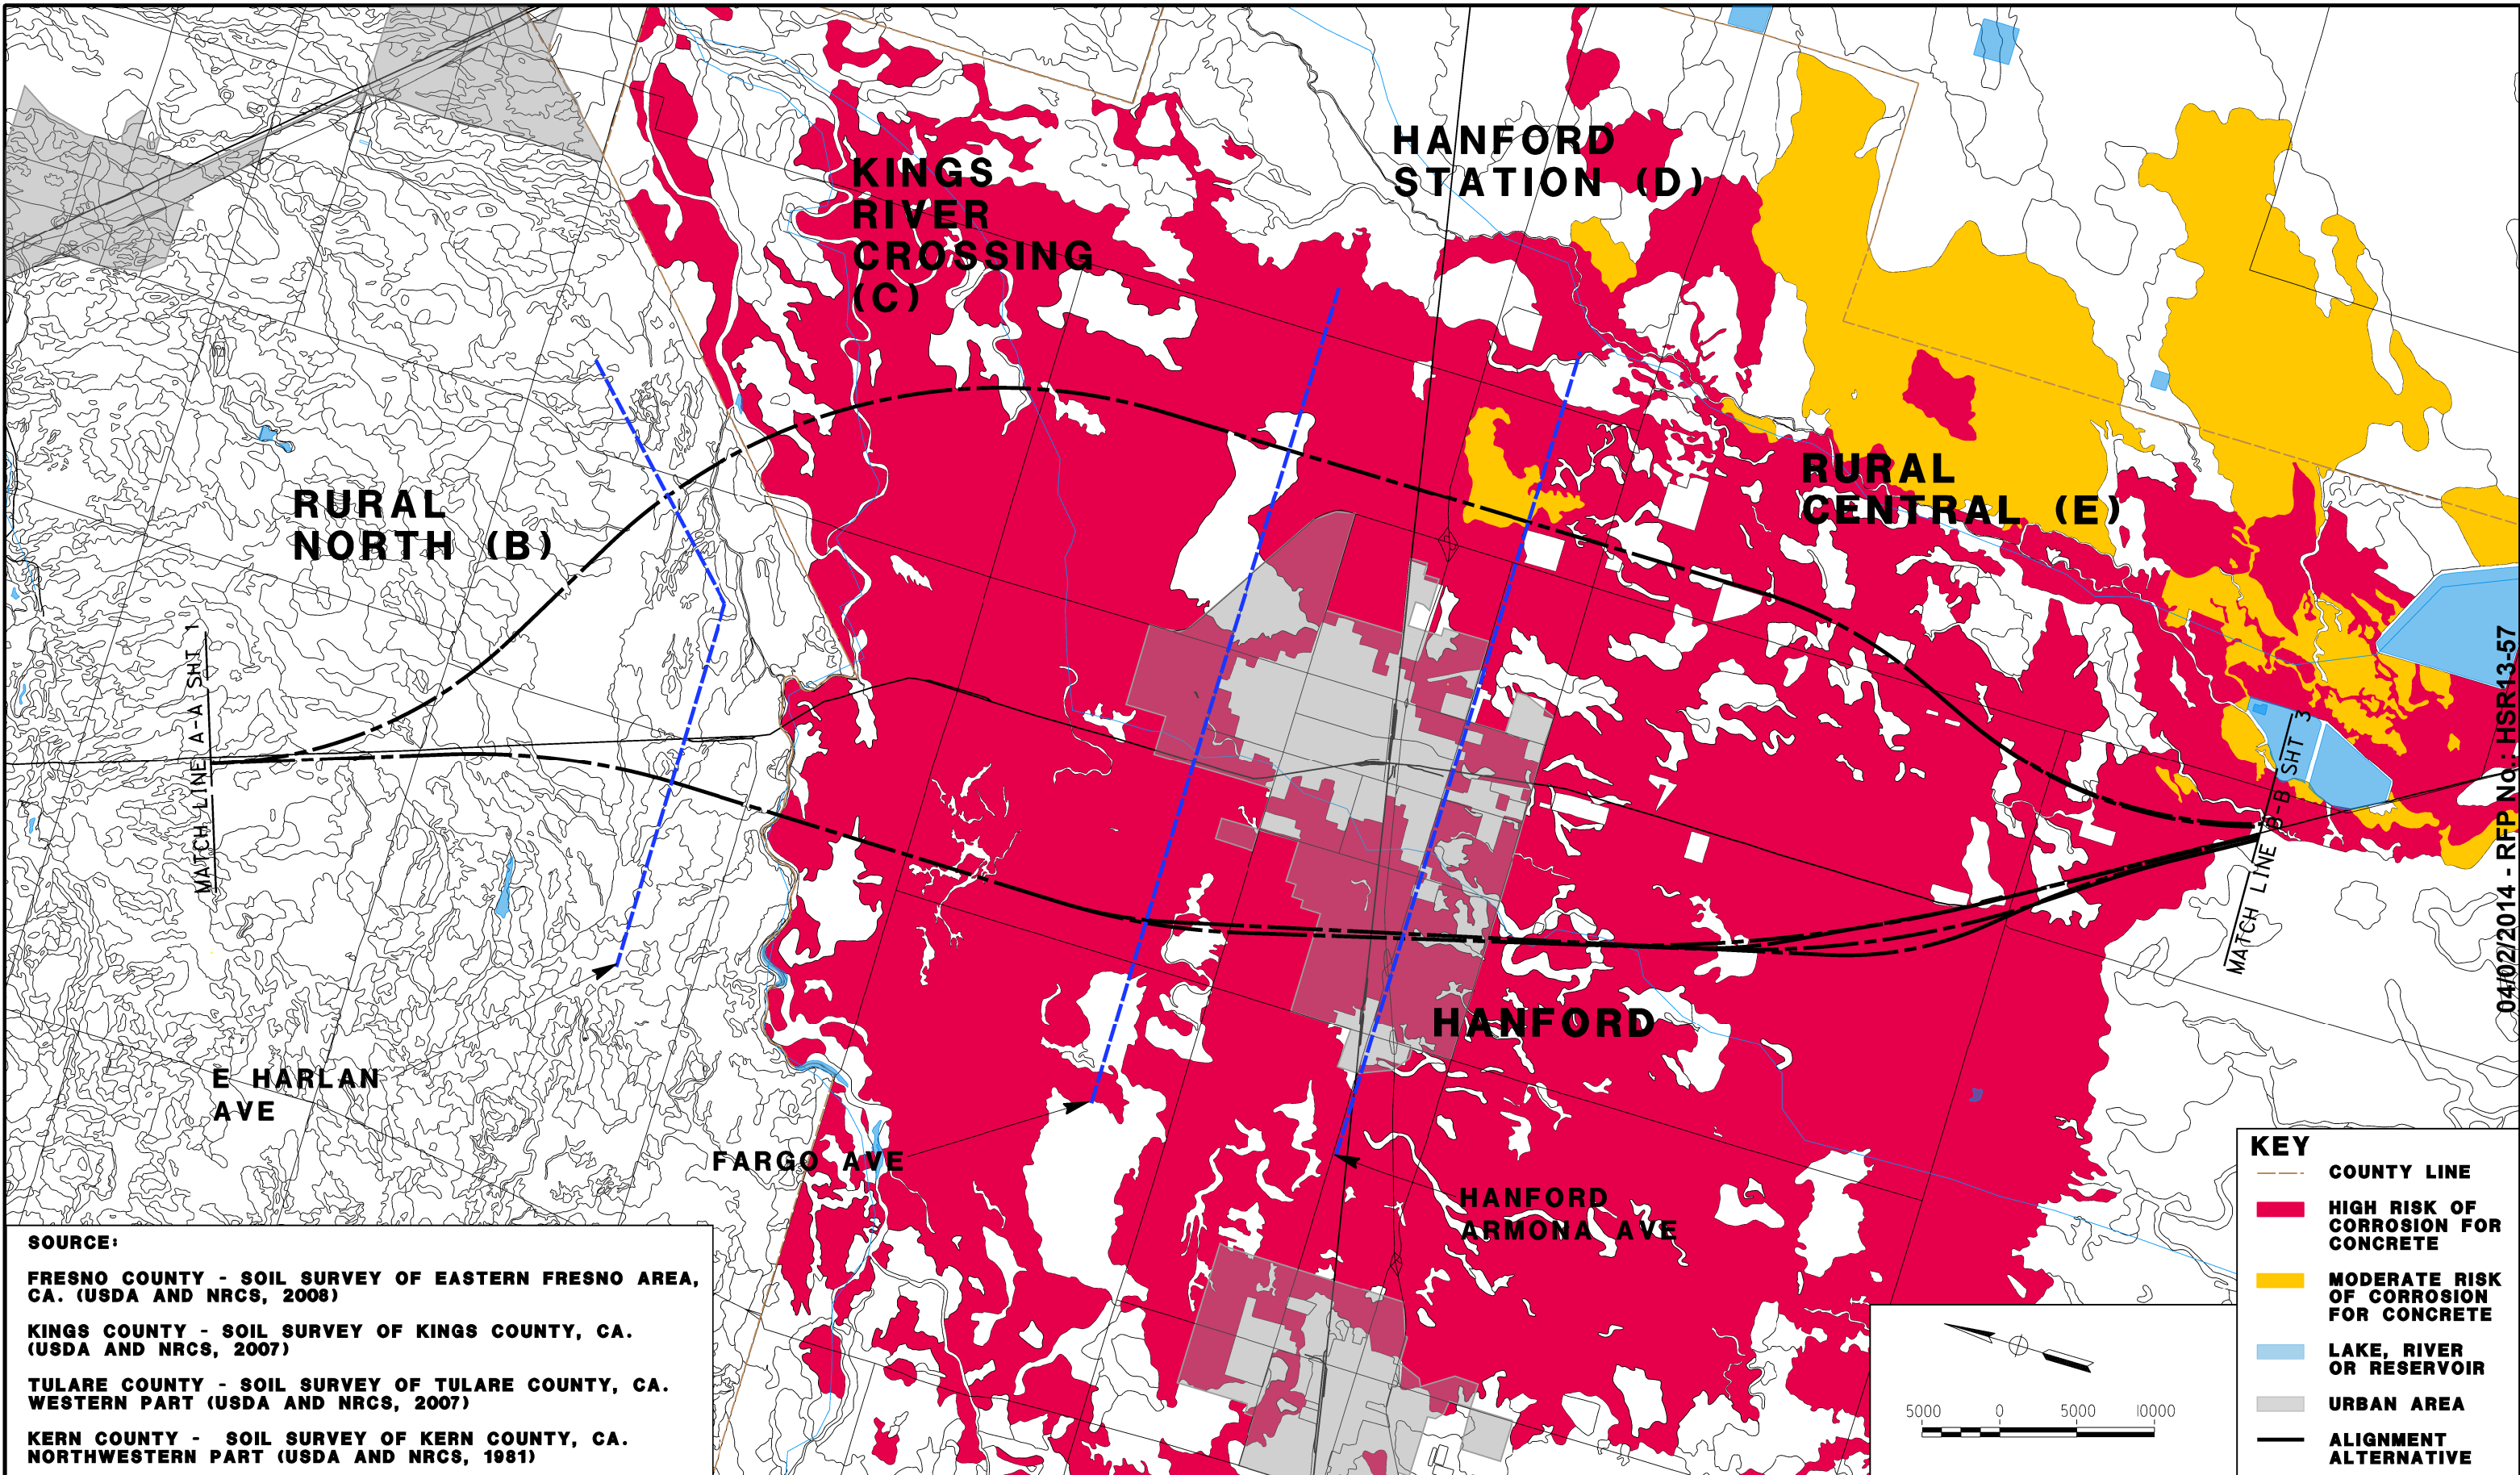 KINGS
RIVER
CROSSING
(C)
HANFORD
STATION (D)
RURAL
NORTH (B)
RURAL
CENTRAL (E)
MATCH LINE A-A SHT 1
MATCH LINE B-B SHT 3
04/02/2014 - RFP No.: HSR13-57
HANFORD
E HARLAN
AVE
FARGO AVE
HANFORD
ARMONA AVE
SOURCE:
FRESNO COUNTY - SOIL SURVEY OF EASTERN FRESNO AREA,
CA. (USDA AND NRCS, 2008)
KINGS COUNTY - SOIL SURVEY OF KINGS COUNTY, CA.
(USDA AND NRCS, 2007)
TULARE COUNTY - SOIL SURVEY OF TULARE COUNTY, CA.
WESTERN PART (USDA AND NRCS, 2007)
KERN COUNTY - SOIL SURVEY OF KERN COUNTY, CA.
NORTHWESTERN PART (USDA AND NRCS, 1981)
5000 0 5000 10000
KEY
COUNTY LINE
HIGH RISK OF
CORROSION FOR
CONCRETE
MODERATE RISK
OF CORROSION
FOR CONCRETE
LAKE, RIVER
OR RESERVOIR
URBAN AREA
ALIGNMENT
ALTERNATIVE